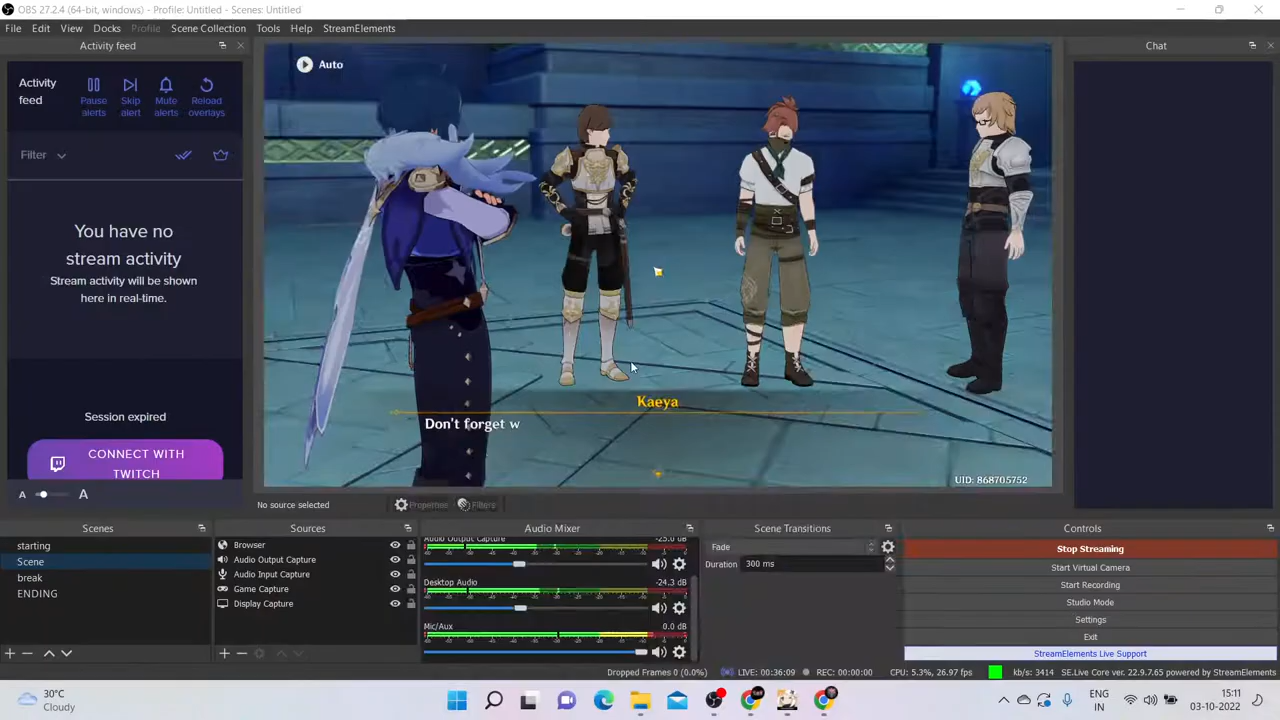 OBS 27.2.4 (64-bit, windows) - Profile: Untitled - Scenes: Untitled
File Edit View Docks Profile Scene Collection Tools Help StreamElements
Activity feed
Activity feed
Pause alerts
Skip alert
Mute alerts
Reload overlays
Filter
You have no
stream activity
Stream activity will be shown
here in real-time.
Session expired
CONNECT WITH
TWITCH
A A
Auto
Kaeya
Don't forget w
UID: 868705752
Chat
No source selected
Properties
Filters
Scenes
starting
Scene
break
ENDING
Sources
Browser
Audio Output Capture
Audio Input Capture
Game Capture
Display Capture
Audio Mixer
Audio Output Capture -25.0 dB
Desktop Audio -24.3 dB
Mic/Aux 0.0 dB
Scene Transitions
Fade
Duration 300 ms
Controls
Stop Streaming
Start Virtual Camera
Start Recording
Studio Mode
Settings
Exit
StreamElements Live Support
Dropped Frames 0 (0.0%) LIVE: 00:36:09 REC: 00:00:00 CPU: 5.3%, 26.97 fps kb/s: 3414 SE.Live Core ver. 22.9.7.65 powered by StreamElements
30°C
Cloudy
ENG
IN
15:11
03-10-2022